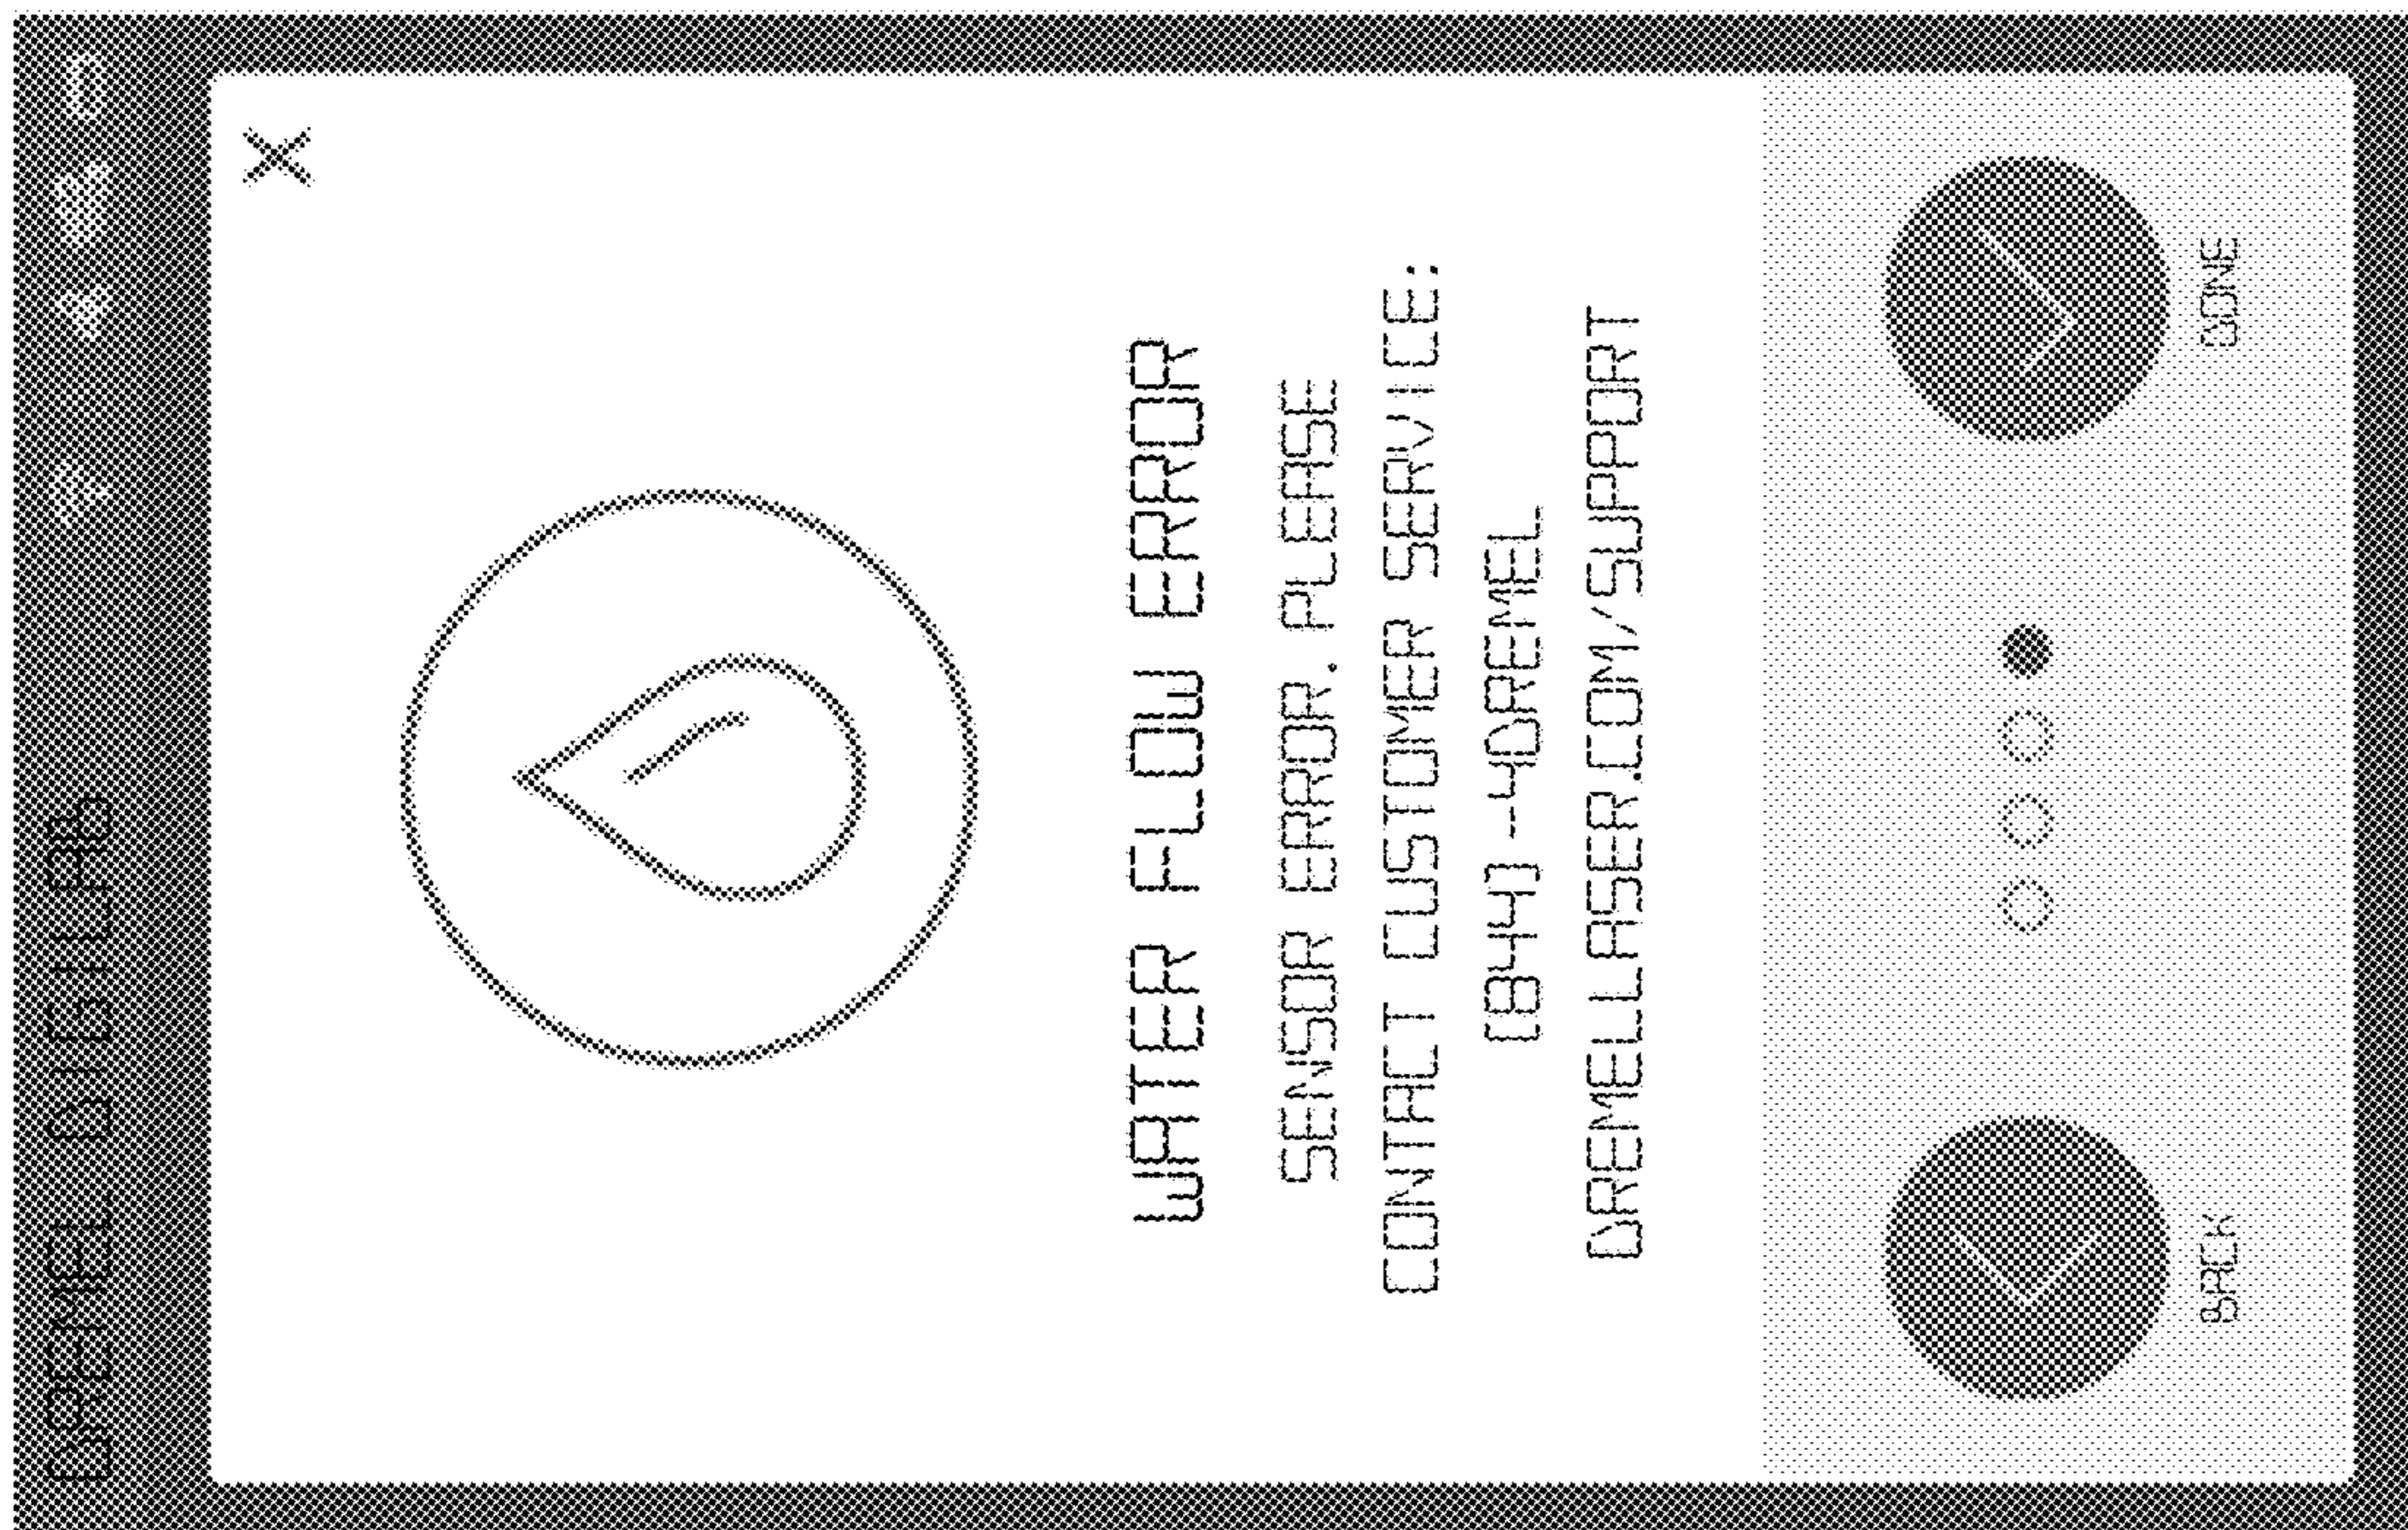 DREMEL DIGILAB
WATER FLOW ERROR
SENSOR ERROR. PLEASE
CONTACT CUSTOMER SERVICE:
(844)-4DREMEL
DREMELLASER.COM/SUPPORT
BACK
DONE